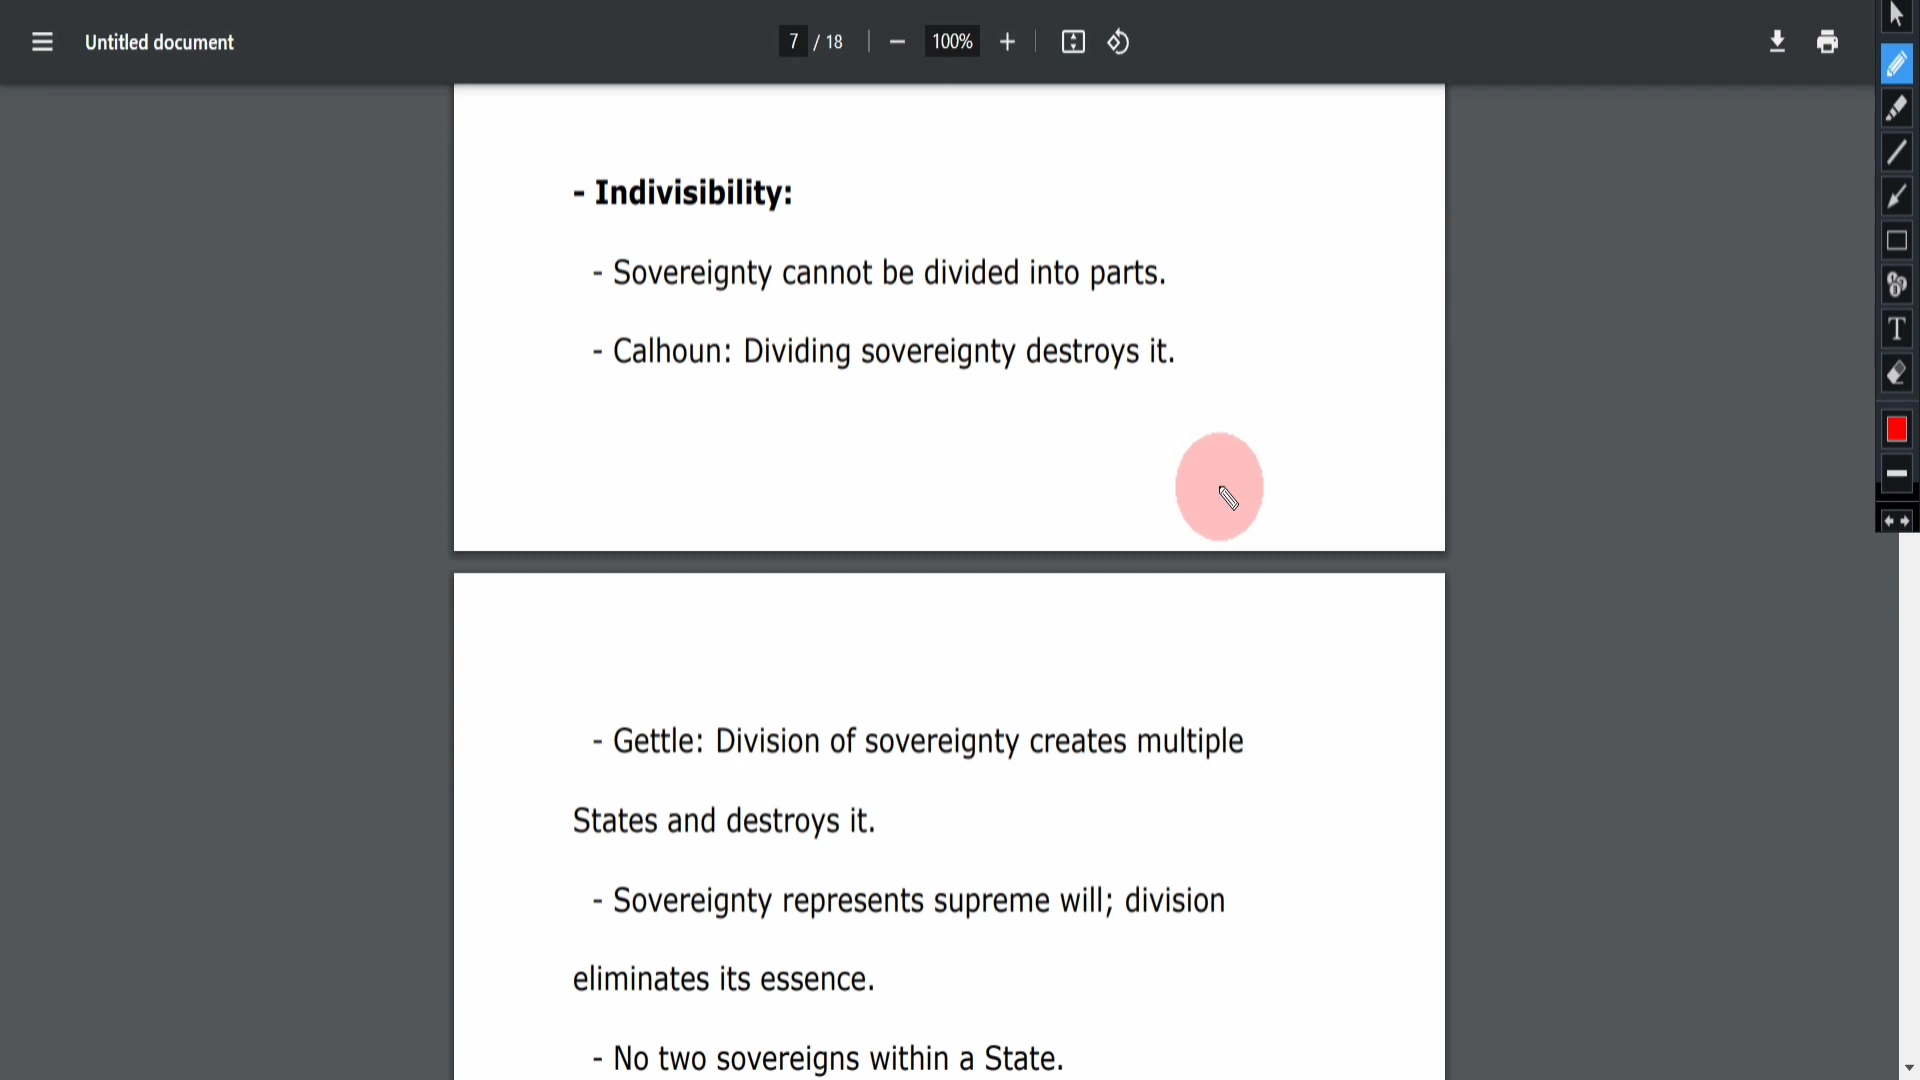 Untitled document
7 / 18
100%
- Indivisibility:
- Sovereignty cannot be divided into parts.
- Calhoun: Dividing sovereignty destroys it.
- Gettle: Division of sovereignty creates multiple
States and destroys it.
- Sovereignty represents supreme will; division
eliminates its essence.
- No two sovereigns within a State.
T